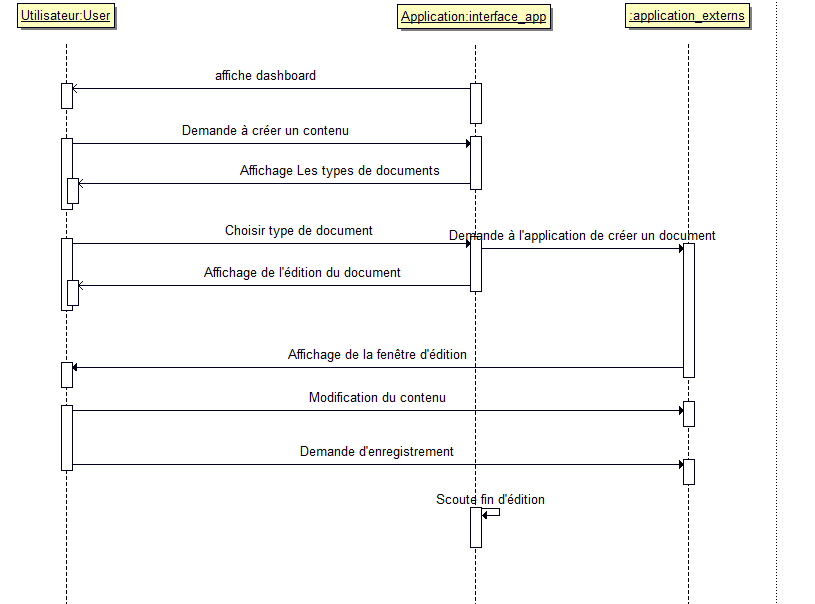 Utilisateur:User
Application:interface_app
:application_externs
affiche dashboard
Demande à créer un contenu
Affichage Les types de documents
Choisir type de document
Demande à l'application de créer un document
Affichage de l'édition du document
Affichage de la fenêtre d'édition
Modification du contenu
Demande d'enregistrement
Scoute fin d'édition